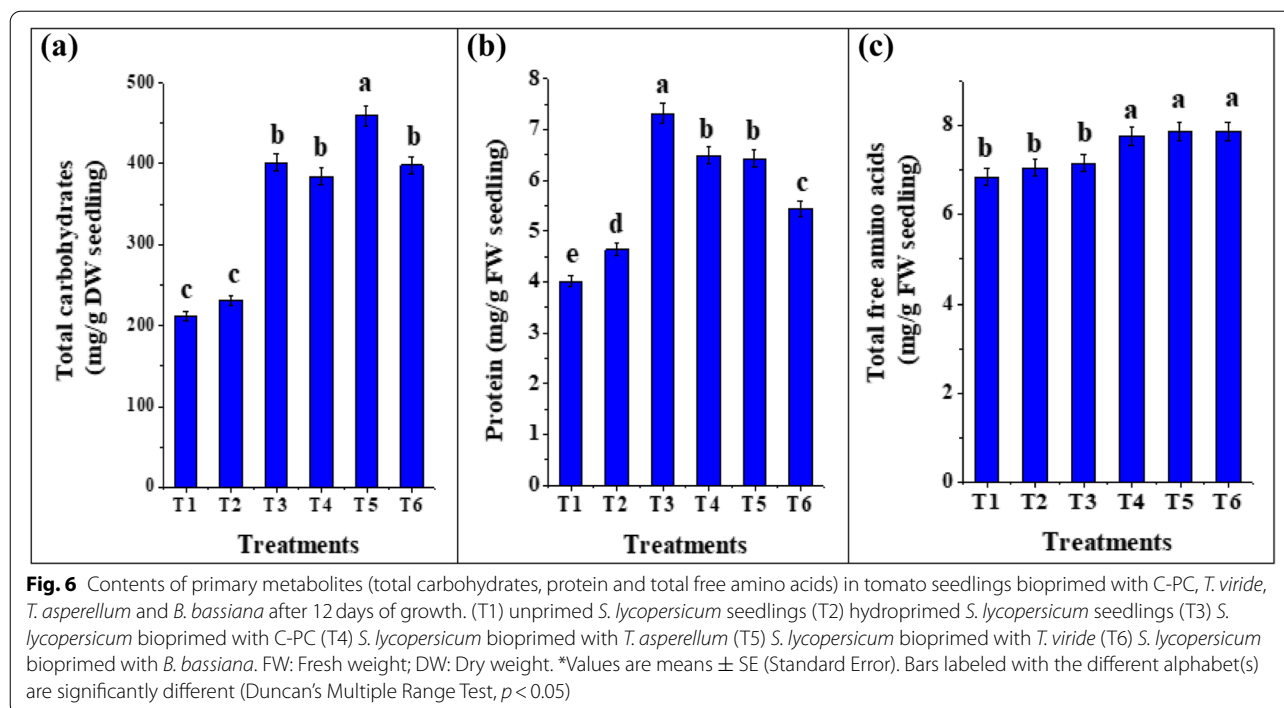 (a)
500
400
300
200
100
0
Total carbohydrates
(mg/g DW seedling)
c
c
b
b
a
b
T1 T2 T3 T4 T5 T6
Treatments
(b)
8
7
6
5
4
3
2
1
0
Protein (mg/g FW seedling)
e
d
a
b
b
c
T1 T2 T3 T4 T5 T6
Treatments
(c)
8
6
4
2
0
Total free amino acids
(mg/g FW seedling)
b
b
b
a
a
a
T1 T2 T3 T4 T5 T6
Treatments
Fig. 6 Contents of primary metabolites (total carbohydrates, protein and total free amino acids) in tomato seedlings bioprimed with C-PC, T. viride,
T. asperellum and B. bassiana after 12 days of growth. (T1) unprimed S. lycopersicum seedlings (T2) hydroprimed S. lycopersicum seedlings (T3) S.
lycopersicum bioprimed with C-PC (T4) S. lycopersicum bioprimed with T. asperellum (T5) S. lycopersicum bioprimed with T. viride (T6) S. lycopersicum
bioprimed with B. bassiana. FW: Fresh weight; DW: Dry weight. *Values are means ± SE (Standard Error). Bars labeled with the different alphabet(s)
are significantly different (Duncan's Multiple Range Test, p < 0.05)